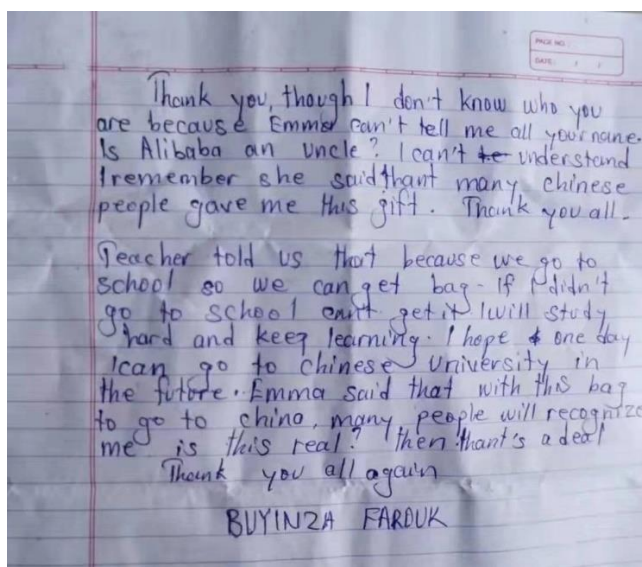 PAGE NO :
DATE: / /
Thank you, though I don't know who you
are because Emma can't tell me all your name.
Is Alibaba an uncle? I can't to understand
I remember she said thant many chinese
people gave me this gift. Thank you all.
Teacher told us that because we go to
school so we can get bag - If I didn't
go to school can't get it I will study
hard and keep learning. I hope one day
I can go to Chinese University in
the future. Emma said that with this bag
to go to china, many people will recognize
me is this real? then thant's a deal
Thank you all again
BUYINZA FAROUK